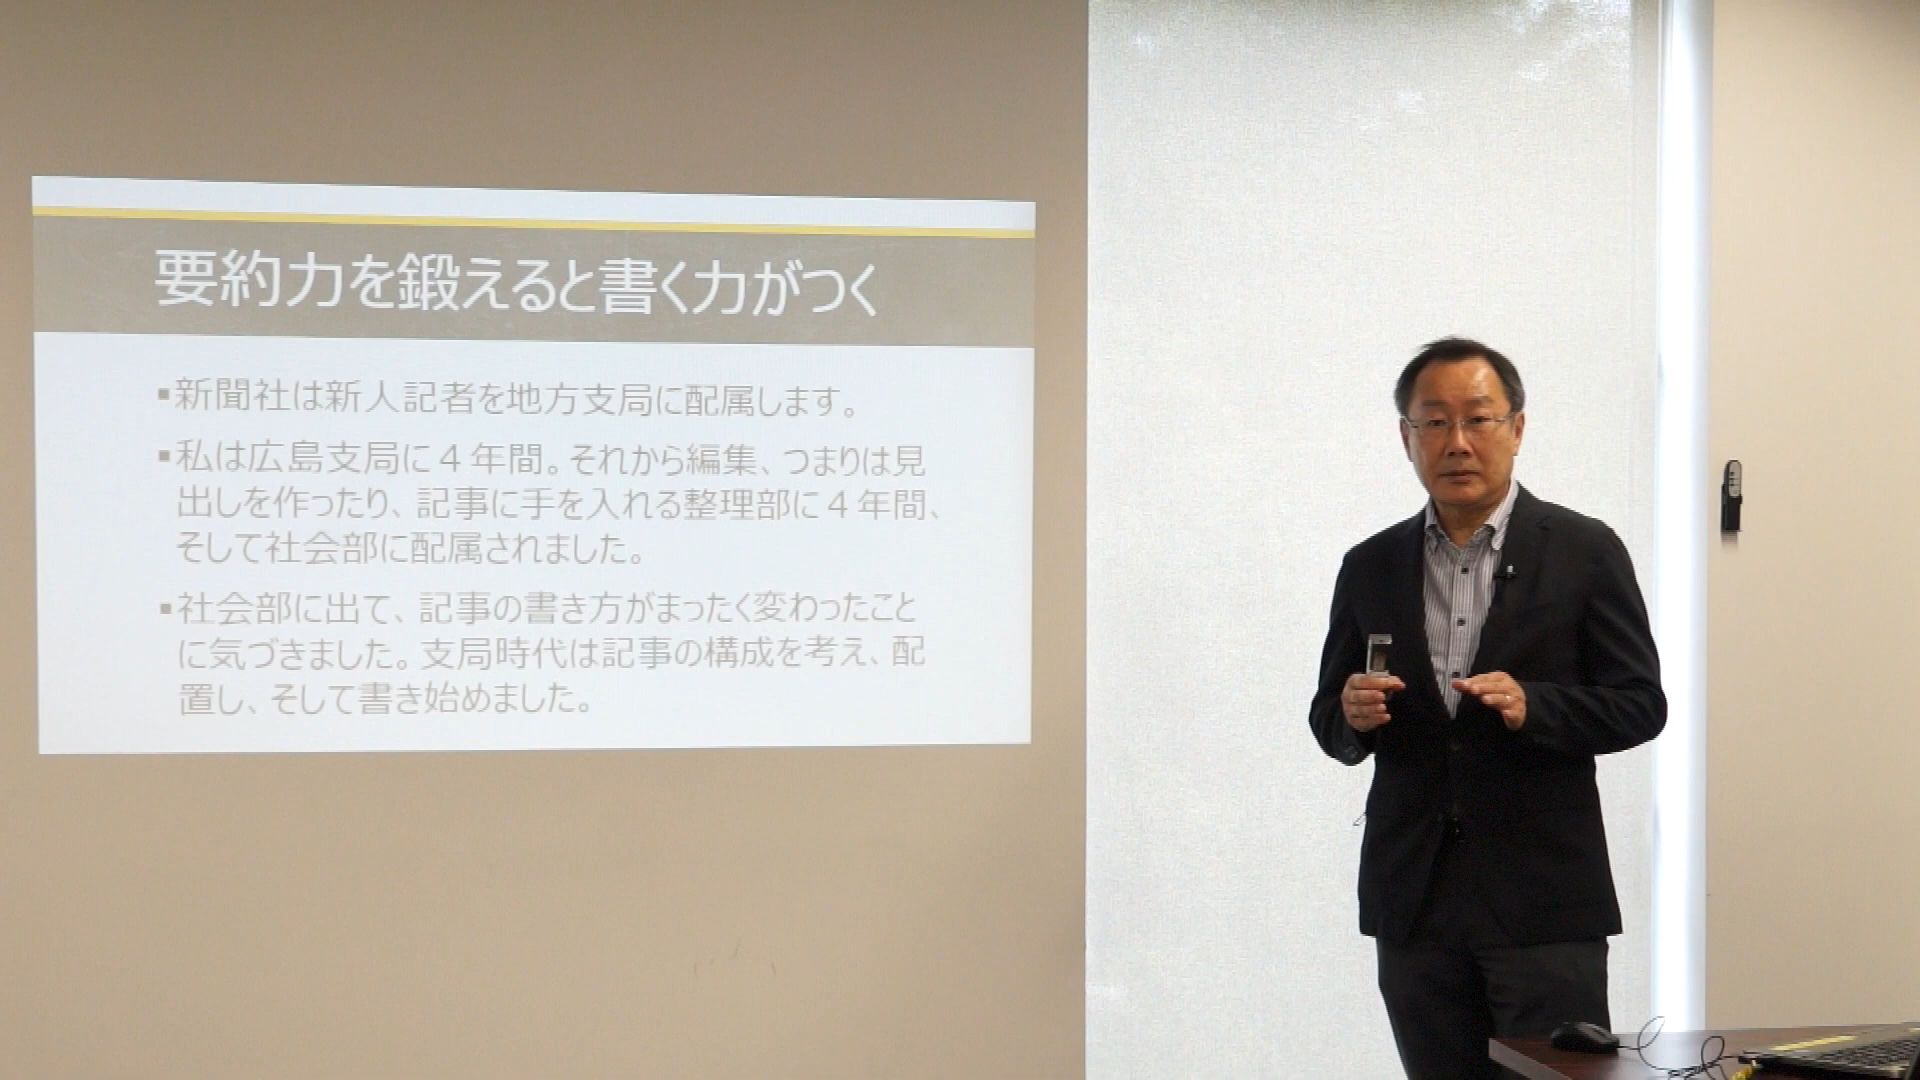 要約力を鍛えると書く力がつく
▪新聞社は新人記者を地方支局に配属します。
▪私は広島支局に４年間。それから編集、つまりは見
出しを作ったり、記事に手を入れる整理部に４年間、
そして社会部に配属されました。
▪社会部に出て、記事の書き方がまったく変わったこと
に気づきました。支局時代は記事の構成を考え、配
置し、そして書き始めました。